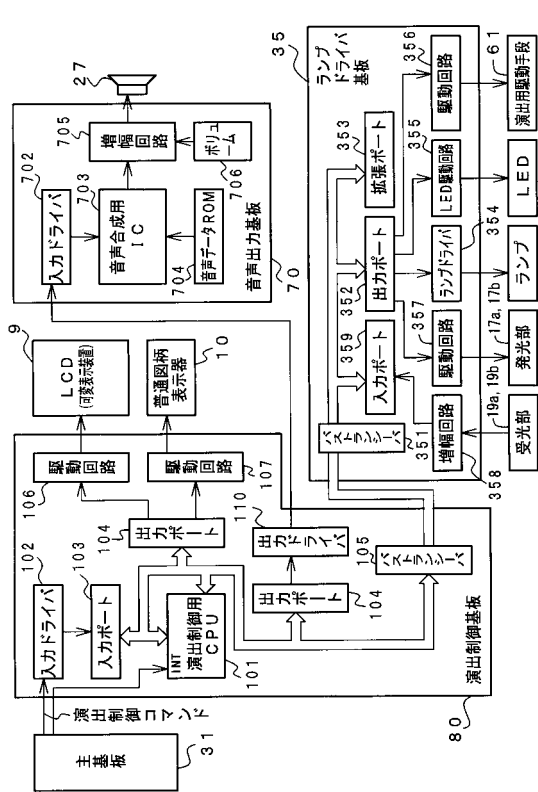 主基板
31
演出制御コマンド
演出制御基板
80
入力ドライバ
102
入力ポート
103
INT
演出制御用
CPU
101
出力ポート
104
駆動回路
106
駆動回路
107
LCD
(可変表示装置)
9
普通図柄
表示器
10
出力ポート
104
出力ドライバ
110
バストランシーバ
105
音声出力基板
70
入力ドライバ
702
音声合成用
IC
703
音声データROM
704
増幅回路
705
ボリュ
ーム
706
27
ランプ
ドライバ
基板
35
バストランシーバ
351
入力ポート
359
出力ポート
352
拡張ポート
353
増幅回路
358
駆動回路
357
ランプドライバ
354
LED駆動回路
355
駆動回路
356
受光部
19a, 19b
発光部
17a, 17b
ランプ
LED
演出用駆動手段
61